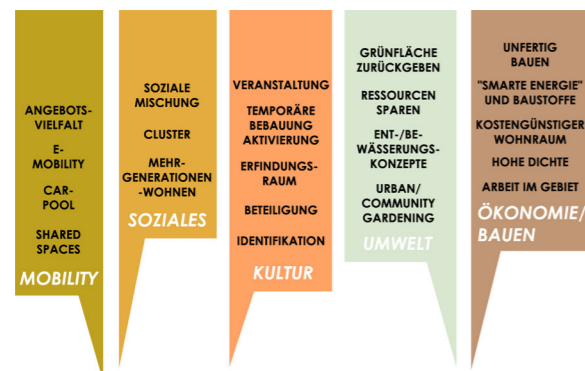 ANGEBOTS-
VIELFALT
E-
MOBILITY
CAR-
POOL
SHARED
SPACES
MOBILITY
SOZIALE
MISCHUNG
CLUSTER
MEHR-
GENERATIONEN
-WOHNEN
SOZIALES
VERANSTALTUNG
TEMPORÄRE
BEBAUUNG
AKTIVIERUNG
ERFINDUNGS-
RAUM
BETEILIGUNG
IDENTIFIKATION
KULTUR
GRÜNFLÄCHE
ZURÜCKGEBEN
RESSOURCEN
SPAREN
ENT-/BE-
WÄSSERUNGS-
KONZEPTE
URBAN/
COMMUNITY
GARDENING
UMWELT
UNFERTIG
BAUEN
"SMARTE ENERGIE"
UND BAUSTOFFE
KOSTENGÜNSTIGER
WOHNRAUM
HOHE DICHTE
ARBEIT IM GEBIET
ÖKONOMIE/
BAUEN